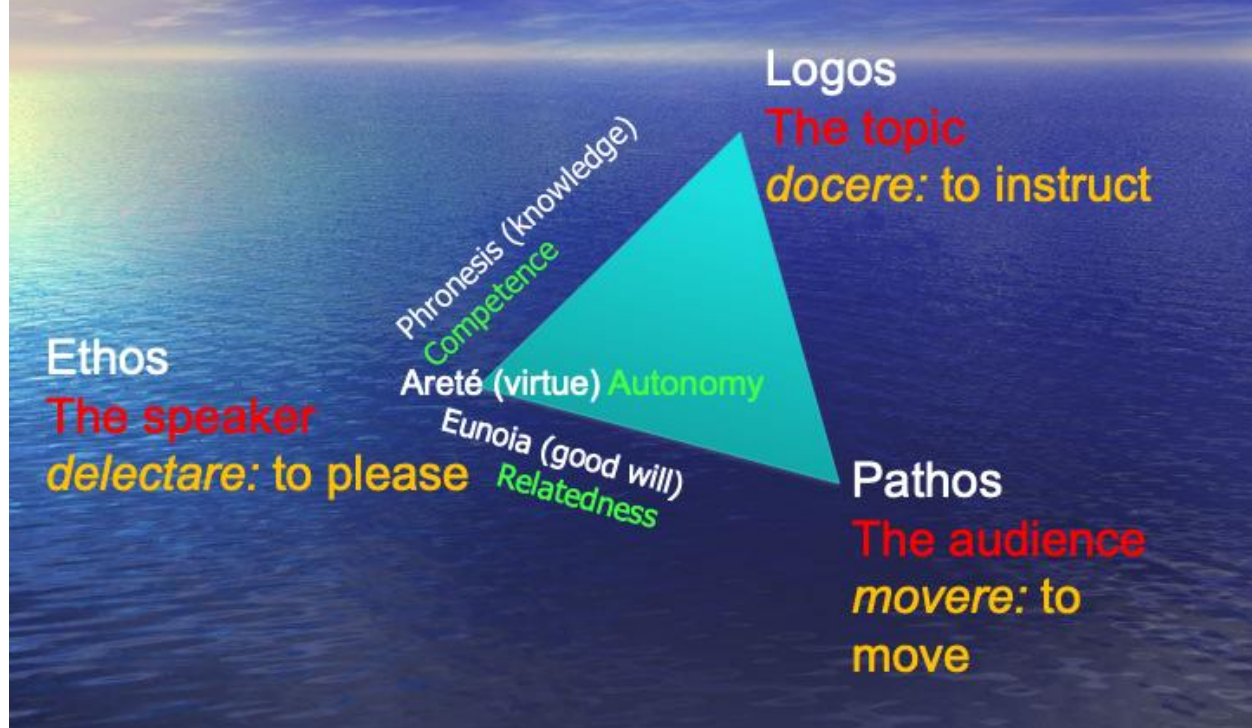 Logos
The topic
docere: to instruct
Phronesis (knowledge)
Competence
Ethos
The speaker
delectare: to please
Areté (virtue) Autonomy
Eunoia (good will)
Relatedness
Pathos
The audience
movere: to
move